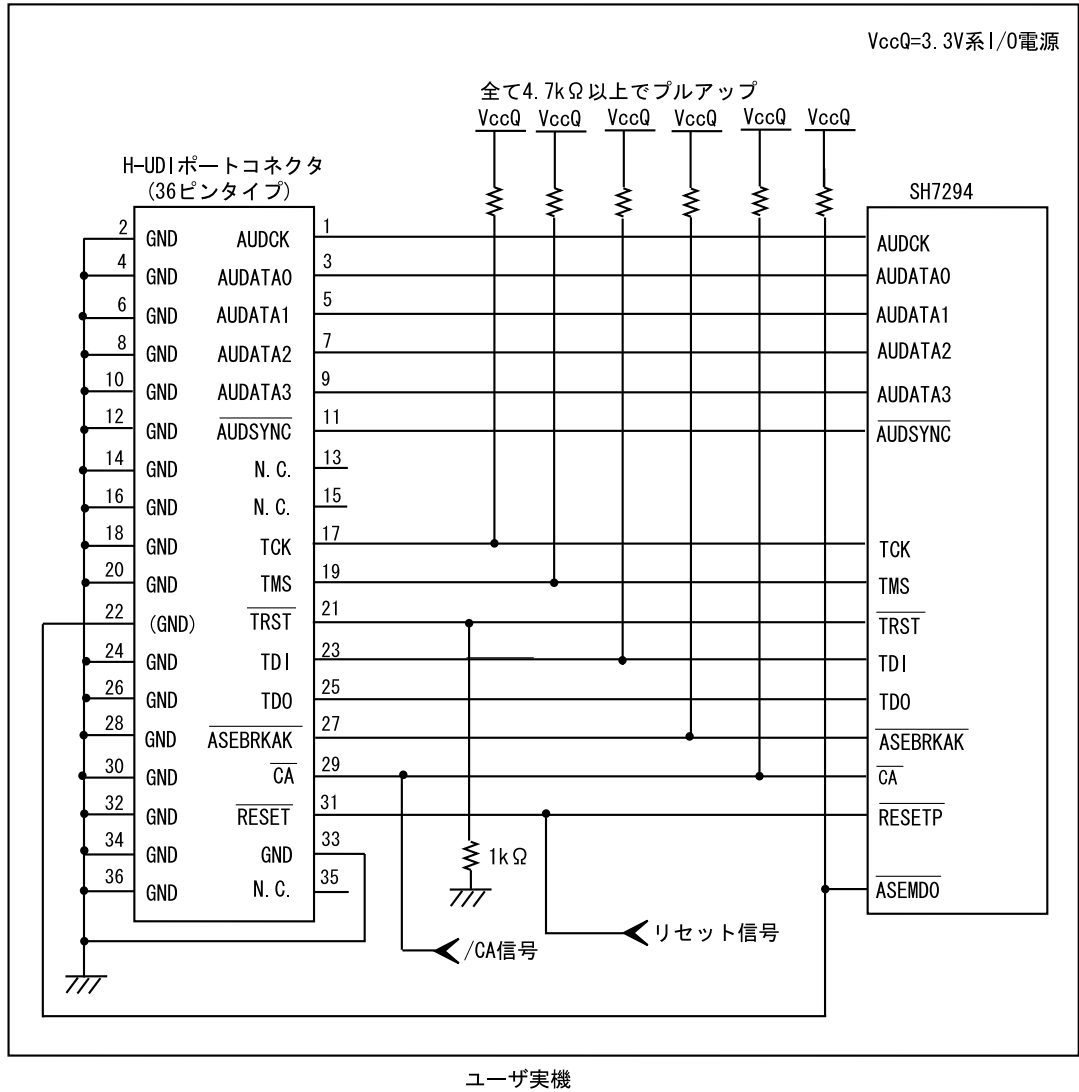 VccQ=3.3V系I/O電源
全て4.7kΩ以上でプルアップ
VccQ VccQ VccQ VccQ VccQ VccQ
H-UDIポートコネクタ
(36ピンタイプ)
SH7294
2 GND AUDCK 1 AUDCK
4 GND AUDATA0 3 AUDATA0
6 GND AUDATA1 5 AUDATA1
8 GND AUDATA2 7 AUDATA2
10 GND AUDATA3 9 AUDATA3
12 GND AUDSYNC 11 AUDSYNC
14 GND N.C. 13
16 GND N.C. 15
18 GND TCK 17 TCK
20 GND TMS 19 TMS
22 (GND) TRST 21 TRST
24 GND TDI 23 TDI
26 GND TDO 25 TDO
28 GND ASEBRKAK 27 ASEBRKAK
30 GND CA 29 CA
32 GND RESET 31 RESETP
34 GND GND 33
1kΩ
36 GND N.C. 35 ASEMD0
リセット信号
/CA信号
ユーザ実機